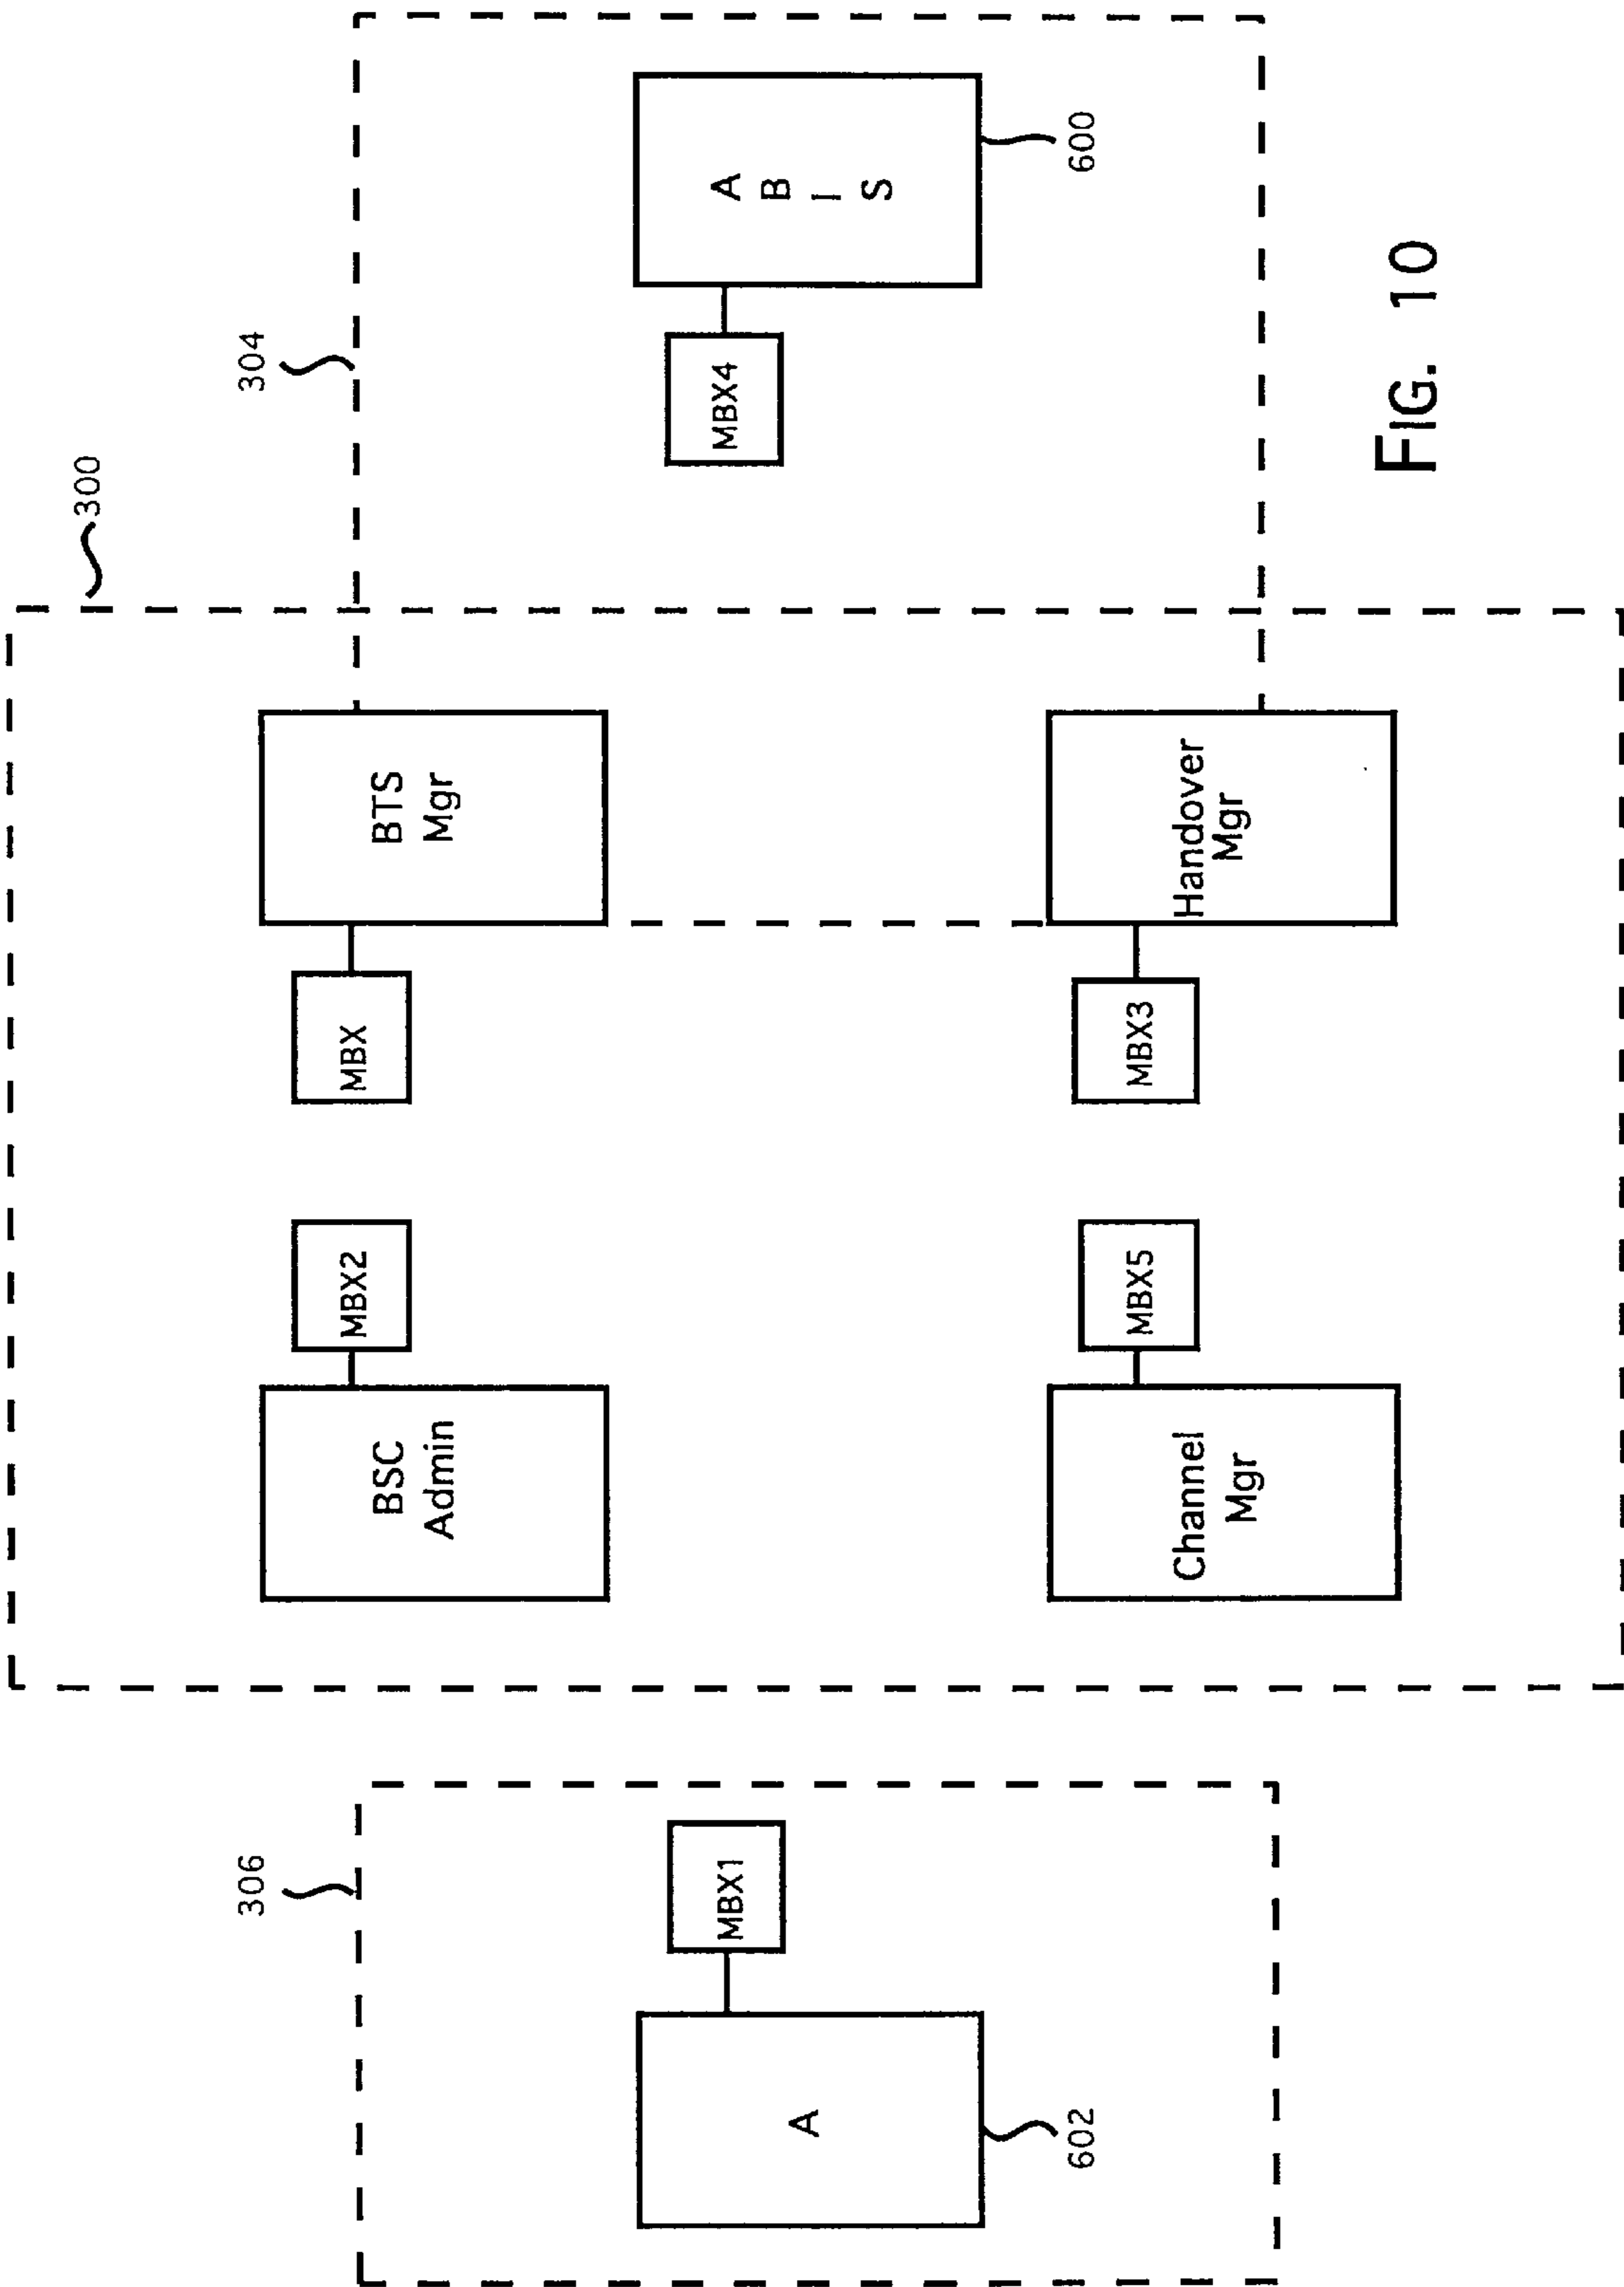 300
306
304
BSC
Admin
MBX2
MBX
BTS
Mgr
A
MBX1
MBX4
A
B
I
S
602
600
Channel
Mgr
MBX5
MBX3
Handover
Mgr
FIG. 10